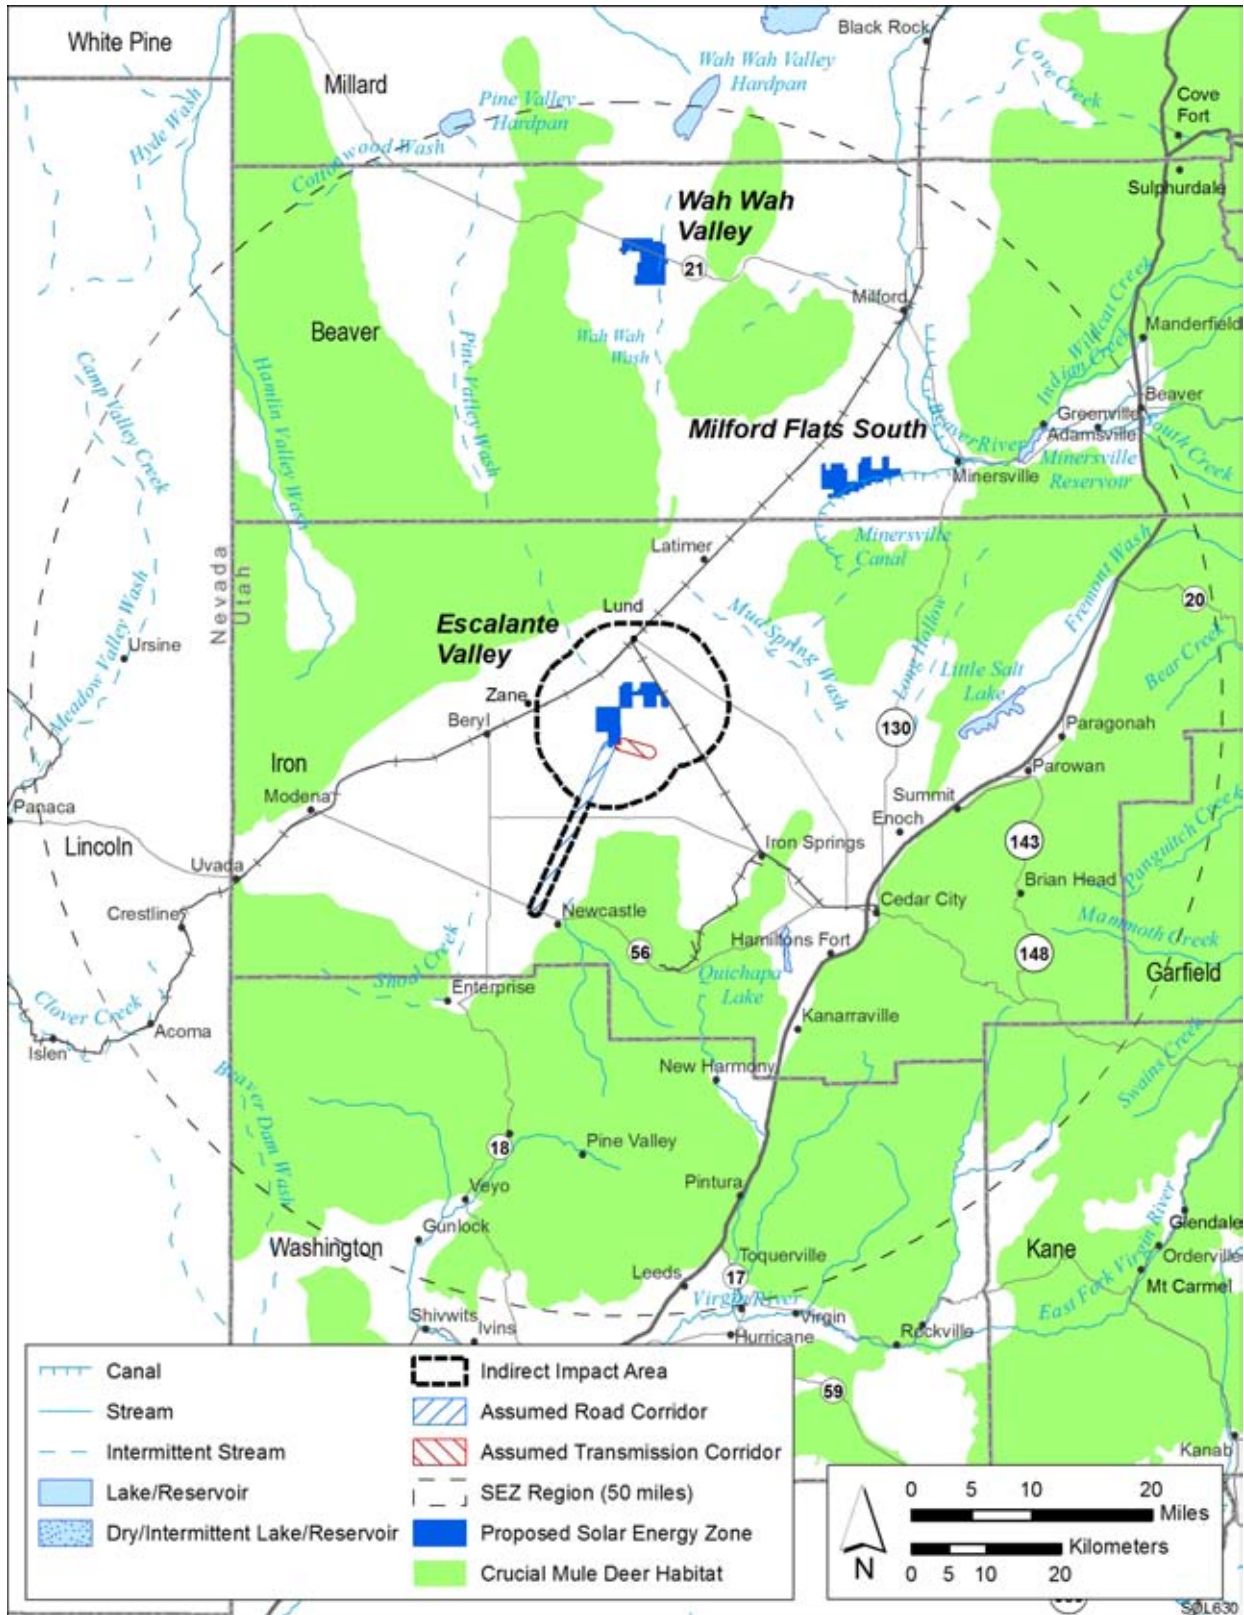 White Pine
Black Rock
Millard
Wah Wah Valley
Hardpan
Cove Creek
Hyde Wash
Pine Valley
Hardpan
Cove
Fort
Cottonwood Wash
Sulphurdale
Wah Wah
Valley
21
Milford
Beaver
Wah Wah
Wash
Wildcat Creek
Indian Creek
Manderfield
Camp Valley Creek
Hamlin Valley Wash
Pine Valley Wash
Beaver
Greenville
Adamsville
South Creek
Milford Flats South
Beaver River
Minersville
Minersville
Reservoir
Minersville
Canal
Latimer
Nevada
Utah
Lund
Fremont Wash
20
Escalante
Valley
Mud Spring Wash
Long Hollow
Ursine
Meadow Valley Wash
Little Salt
Lake
Bear Creek
Zane
Beryl
130
Paragonah
Iron
Parowan
Modena
Summit
Panaca
Enoch
Lincoln
Iron Springs
143
Panguitch Creek
Uvada
Brian Head
Crestline
Newcastle
Cedar City
56
Hamiltons Fort
148
Mammoth Creek
Shoal Creek
Quichapa
Lake
Garfield
Enterprise
Clover Creek
Acoma
Islen
Kanarraville
New Harmony
Swains Creek
Beaver Dam Wash
18
Pine Valley
Pintura
Veyo
Gunlock
Washington
Toquerville
Kane
Glendale
Orderville
East Fork Virgin River
Mt Carmel
Leeds
17
Virgin River
Virgin
Shivwits
Ivins
Hurricane
Rockville
59
Kanab
Canal
Stream
Intermittent Stream
Lake/Reservoir
Dry/Intermittent Lake/Reservoir
Indirect Impact Area
Assumed Road Corridor
Assumed Transmission Corridor
SEZ Region (50 miles)
Proposed Solar Energy Zone
Crucial Mule Deer Habitat
N
0 5 10 20
Miles
Kilometers
0 5 10 20
SOL630